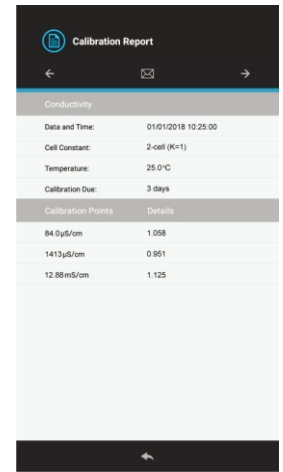 Calibration Report
Conductivity
Data and Time: 01/01/2018 10:25:00
Cell Constant: 2-cell (K=1)
Temperature: 25.0°C
Calibration Due: 3 days
Calibration Points Details
84.0µS/cm 1.058
1413µS/cm 0.951
12.88mS/cm 1.125